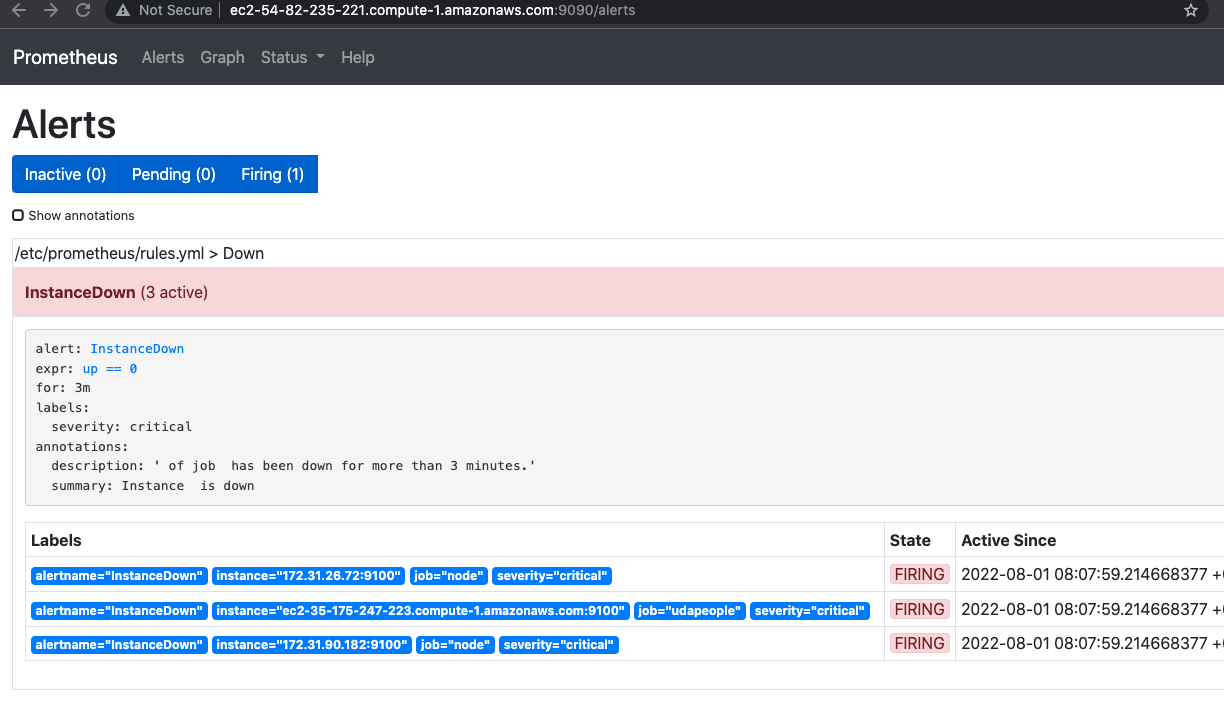 Not Secure ec2-54-82-235-221.compute-1.amazonaws.com:9090/alerts
Prometheus Alerts Graph Status Help
Alerts
Inactive (0) Pending (0) Firing (1)
Show annotations
/etc/prometheus/rules.yml > Down
InstanceDown (3 active)
alert: InstanceDown
expr: up == 0
for: 3m
labels:
  severity: critical
annotations:
  description: ' of job  has been down for more than 3 minutes.'
  summary: Instance  is down
Labels State Active Since
alertname="InstanceDown" instance="172.31.26.72:9100" job="node" severity="critical" FIRING 2022-08-01 08:07:59.214668377 +
alertname="InstanceDown" instance="ec2-35-175-247-223.compute-1.amazonaws.com:9100" job="udapeople" severity="critical" FIRING 2022-08-01 08:07:59.214668377 +
alertname="InstanceDown" instance="172.31.90.182:9100" job="node" severity="critical" FIRING 2022-08-01 08:07:59.214668377 +